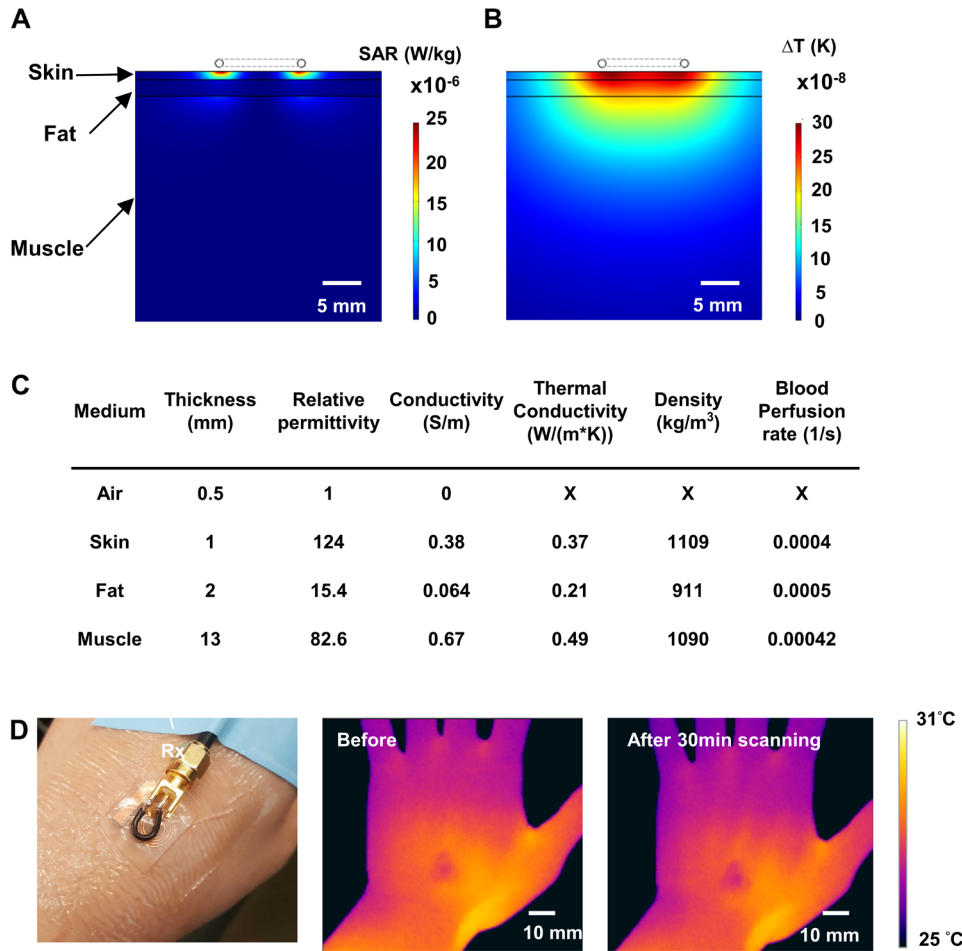 A
SAR (W/kg)
x10-6
Skin
Fat
Muscle
25
20
15
10
5
0
5 mm
B
ΔT (K)
x10-8
30
25
20
15
10
5
0
5 mm
C
Medium Thickness (mm) Relative permittivity Conductivity (S/m) Thermal Conductivity (W/(m*K)) Density (kg/m3) Blood Perfusion rate (1/s)
Air 0.5 1 0 X X X
Skin 1 124 0.38 0.37 1109 0.0004
Fat 2 15.4 0.064 0.21 911 0.0005
Muscle 13 82.6 0.67 0.49 1090 0.00042
D
Rx
Before
10 mm
After 30min scanning
10 mm
31°C
25 °C